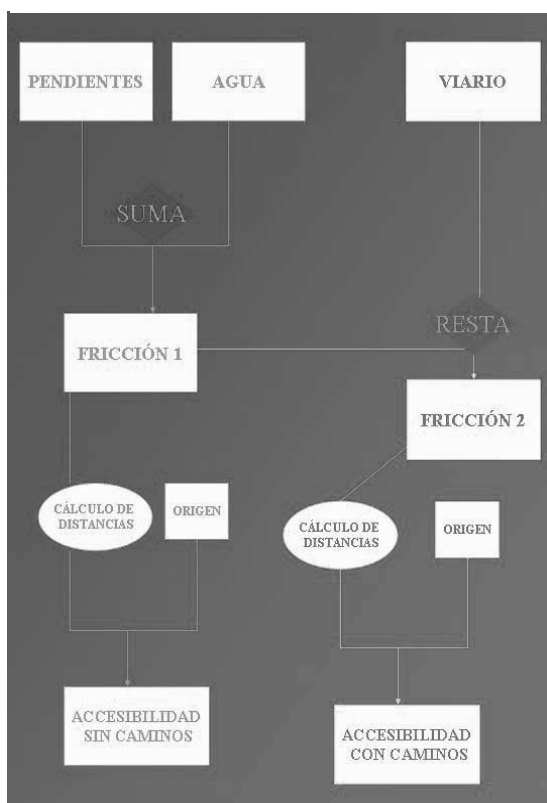 PENDIENTES
AGUA
VIARIO
SUMA
RESTA
FRICCIÓN 1
FRICCIÓN 2
CÁLCULO DE
DISTANCIAS
ORIGEN
CÁLCULO DE
DISTANCIAS
ORIGEN
ACCESIBILIDAD
SIN CAMINOS
ACCESIBILIDAD
CON CAMINOS